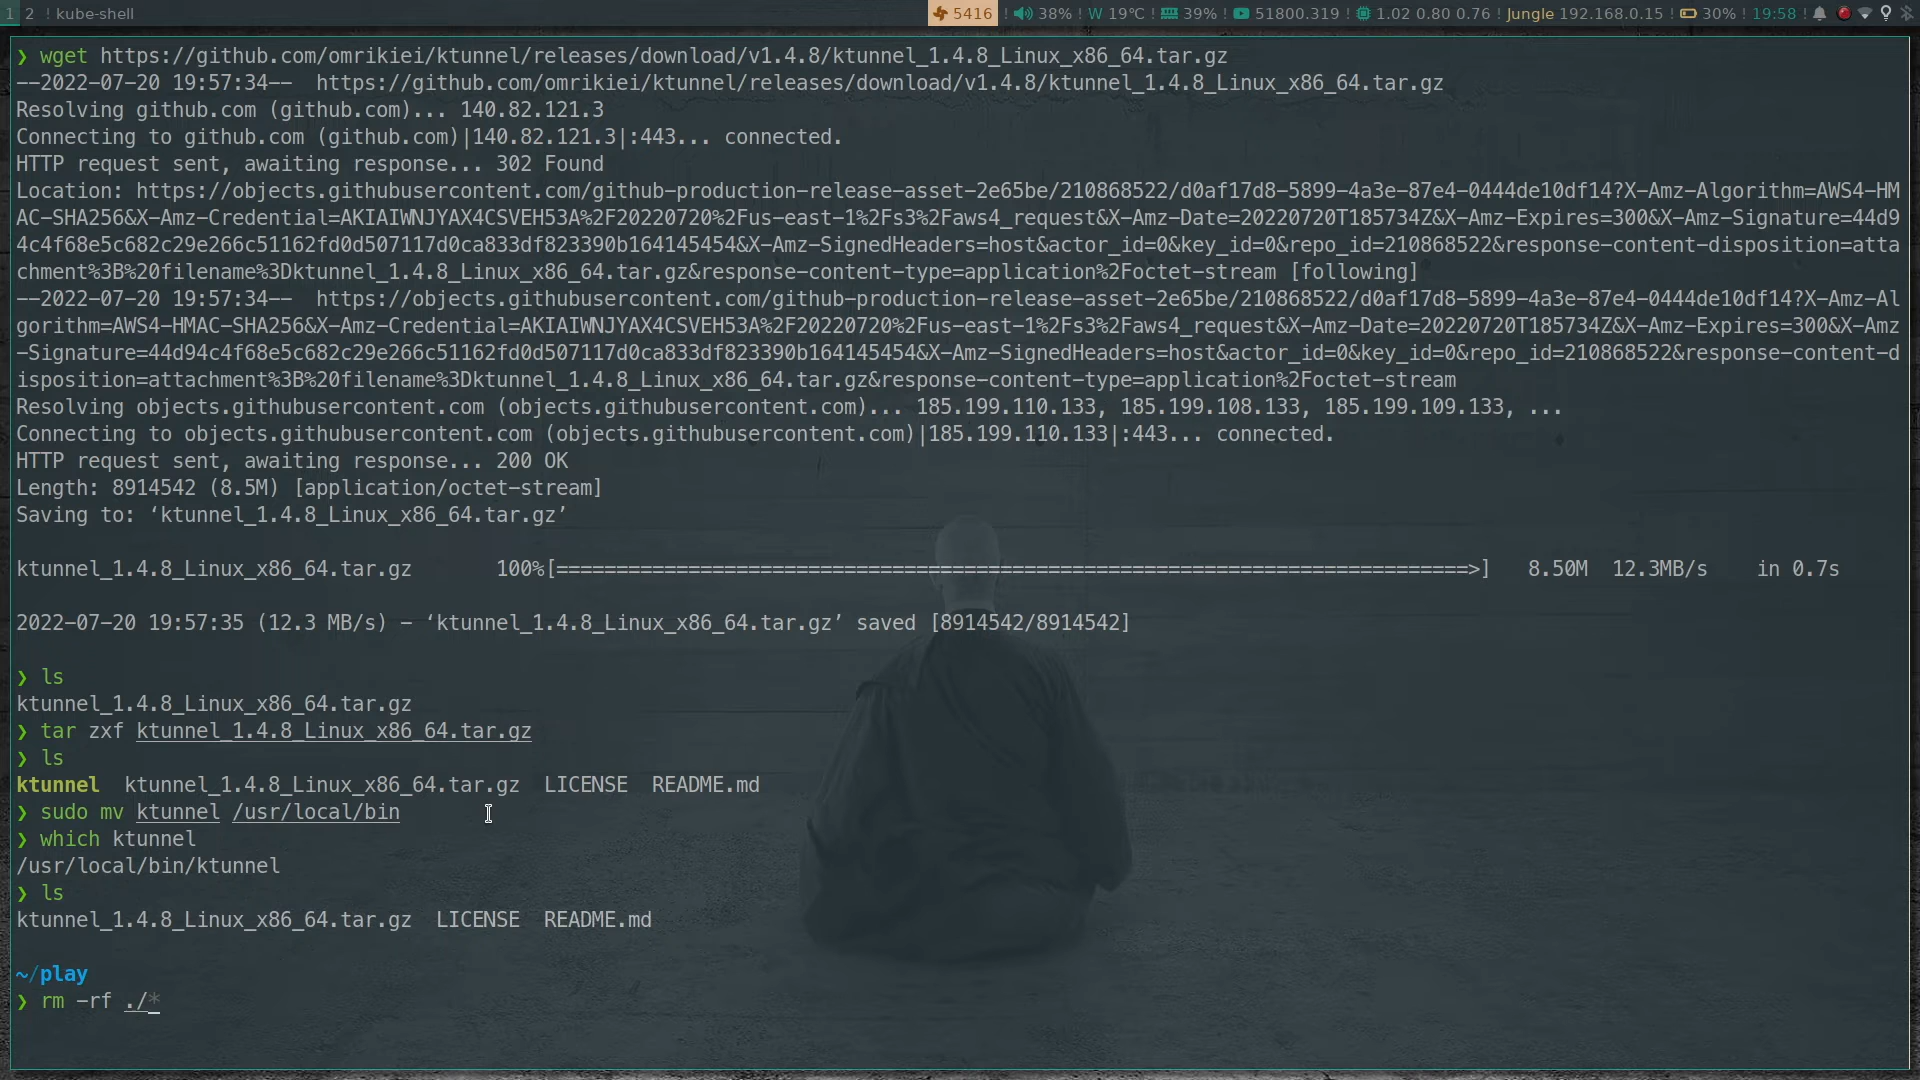 1 2 ! kube-shell 5416 ! 38% ! W 19°C ! 39% ! 51800.319 ! 1.02 0.80 0.76 ! Jungle 192.168.0.15 ! 30% ! 19:58 !
❯ wget https://github.com/omrikiei/ktunnel/releases/download/v1.4.8/ktunnel_1.4.8_Linux_x86_64.tar.gz
--2022-07-20 19:57:34--  https://github.com/omrikiei/ktunnel/releases/download/v1.4.8/ktunnel_1.4.8_Linux_x86_64.tar.gz
Resolving github.com (github.com)... 140.82.121.3
Connecting to github.com (github.com)|140.82.121.3|:443... connected.
HTTP request sent, awaiting response... 302 Found
Location: https://objects.githubusercontent.com/github-production-release-asset-2e65be/210868522/d0af17d8-5899-4a3e-87e4-0444de10df14?X-Amz-Algorithm=AWS4-HM
AC-SHA256&X-Amz-Credential=AKIAIWNJYAX4CSVEH53A%2F20220720%2Fus-east-1%2Fs3%2Faws4_request&X-Amz-Date=20220720T185734Z&X-Amz-Expires=300&X-Amz-Signature=44d9
4c4f68e5c682c29e266c51162fd0d507117d0ca833df823390b164145454&X-Amz-SignedHeaders=host&actor_id=0&key_id=0&repo_id=210868522&response-content-disposition=atta
chment%3B%20filename%3Dktunnel_1.4.8_Linux_x86_64.tar.gz&response-content-type=application%2Foctet-stream [following]
--2022-07-20 19:57:34--  https://objects.githubusercontent.com/github-production-release-asset-2e65be/210868522/d0af17d8-5899-4a3e-87e4-0444de10df14?X-Amz-Al
gorithm=AWS4-HMAC-SHA256&X-Amz-Credential=AKIAIWNJYAX4CSVEH53A%2F20220720%2Fus-east-1%2Fs3%2Faws4_request&X-Amz-Date=20220720T185734Z&X-Amz-Expires=300&X-Amz
-Signature=44d94c4f68e5c682c29e266c51162fd0d507117d0ca833df823390b164145454&X-Amz-SignedHeaders=host&actor_id=0&key_id=0&repo_id=210868522&response-content-d
isposition=attachment%3B%20filename%3Dktunnel_1.4.8_Linux_x86_64.tar.gz&response-content-type=application%2Foctet-stream
Resolving objects.githubusercontent.com (objects.githubusercontent.com)... 185.199.110.133, 185.199.108.133, 185.199.109.133, ...
Connecting to objects.githubusercontent.com (objects.githubusercontent.com)|185.199.110.133|:443... connected.
HTTP request sent, awaiting response... 200 OK
Length: 8914542 (8.5M) [application/octet-stream]
Saving to: ‘ktunnel_1.4.8_Linux_x86_64.tar.gz’
ktunnel_1.4.8_Linux_x86_64.tar.gz       100%[============================================================================>]   8.50M  12.3MB/s    in 0.7s
2022-07-20 19:57:35 (12.3 MB/s) - ‘ktunnel_1.4.8_Linux_x86_64.tar.gz’ saved [8914542/8914542]
❯ ls
ktunnel_1.4.8_Linux_x86_64.tar.gz
❯ tar zxf ktunnel_1.4.8_Linux_x86_64.tar.gz
❯ ls
ktunnel  ktunnel_1.4.8_Linux_x86_64.tar.gz  LICENSE  README.md
❯ sudo mv ktunnel /usr/local/bin
❯ which ktunnel
/usr/local/bin/ktunnel
❯ ls
ktunnel_1.4.8_Linux_x86_64.tar.gz  LICENSE  README.md
~/play
❯ rm -rf ./*